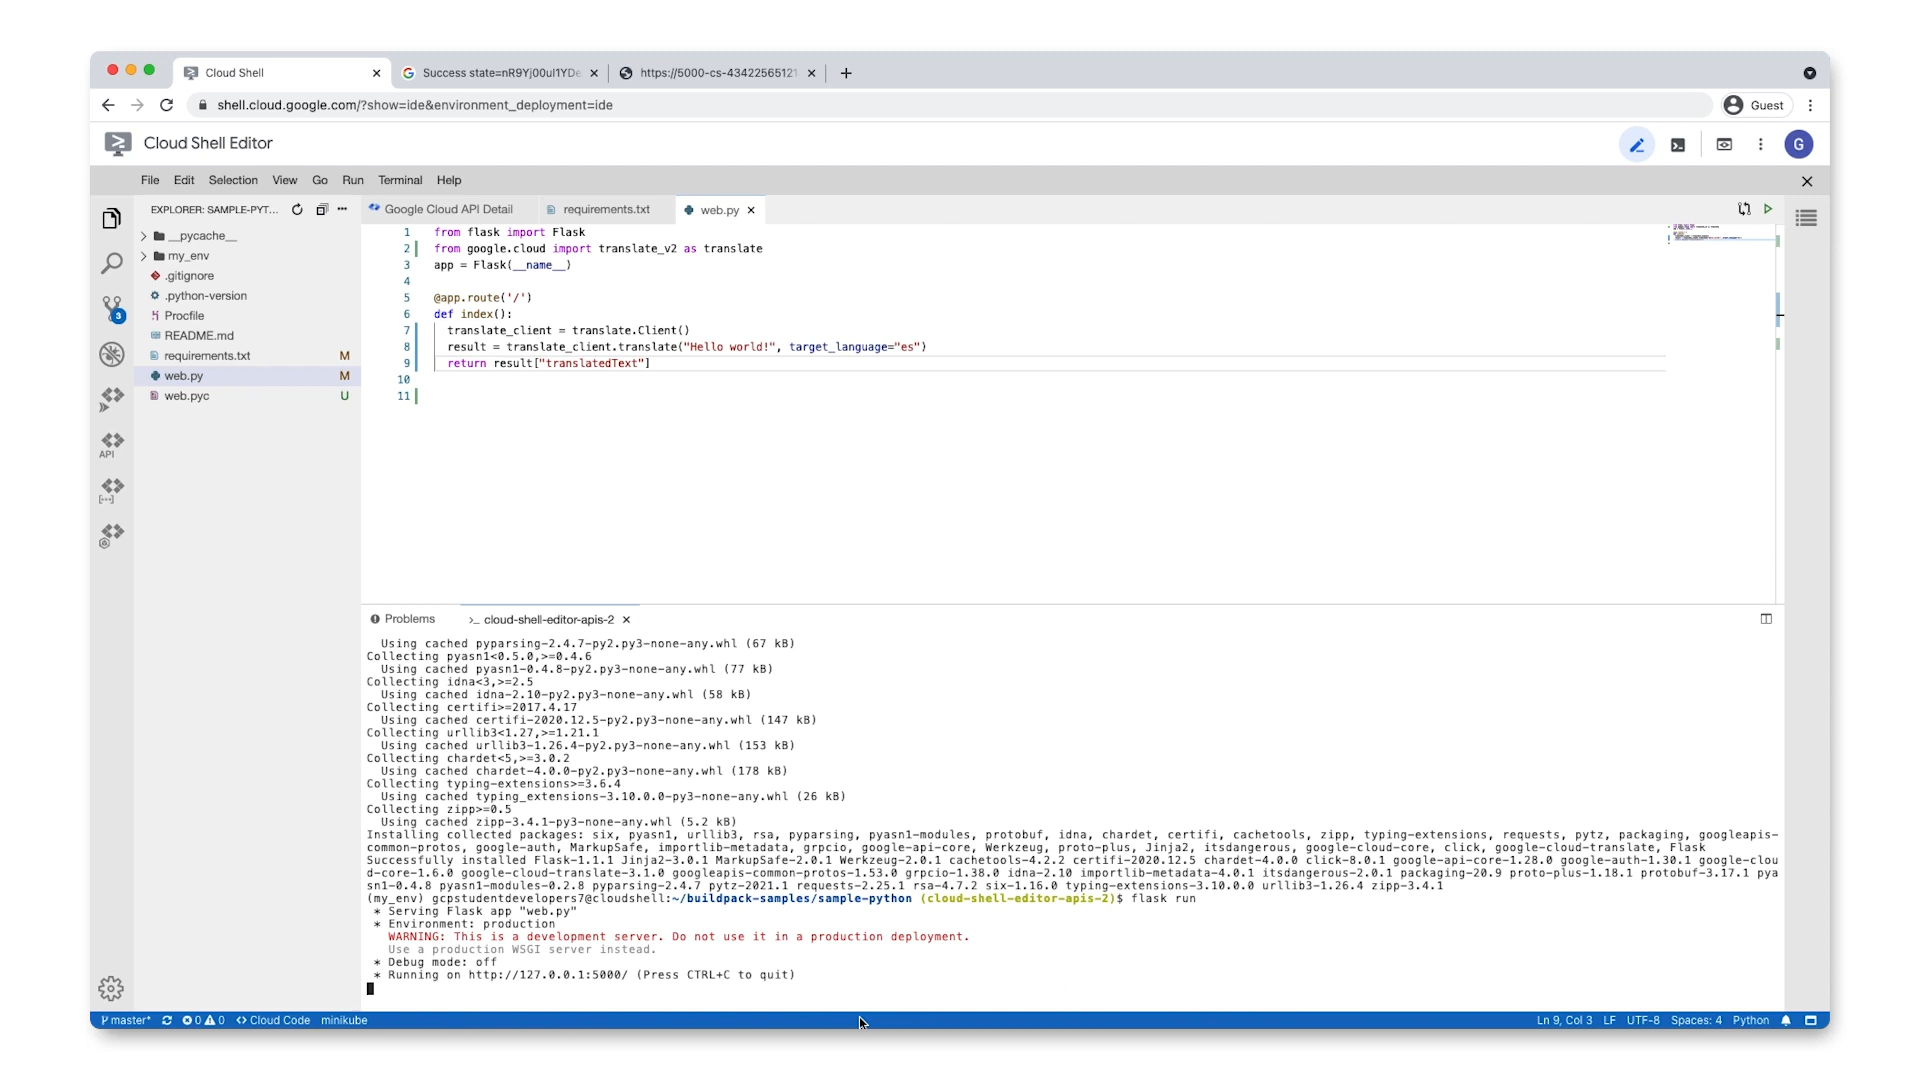 Cloud Shell
Success state=nR9Yj00ul1YDe
https://5000-cs-43422565121
shell.cloud.google.com/?show=ide&environment_deployment=ide
Guest
Cloud Shell Editor
G
File Edit Selection View Go Run Terminal Help
EXPLORER: SAMPLE-PYT...
__pycache__
my_env
.gitignore
.python-version
Procfile
README.md
requirements.txt M
web.py M
web.pyc U
3
API
Google Cloud API Detail
requirements.txt
web.py
1 from flask import Flask
2 from google.cloud import translate_v2 as translate
3 app = Flask(__name__)
4
5 @app.route('/')
6 def index():
7 translate_client = translate.Client()
8 result = translate_client.translate("Hello world!", target_language="es")
9 return result["translatedText"]
10
11
Problems
>_ cloud-shell-editor-apis-2
Using cached pyparsing-2.4.7-py2.py3-none-any.whl (67 kB)
Collecting pyasn1<0.5.0,>=0.4.6
Using cached pyasn1-0.4.8-py2.py3-none-any.whl (77 kB)
Collecting idna<3,>=2.5
Using cached idna-2.10-py2.py3-none-any.whl (58 kB)
Collecting certifi>=2017.4.17
Using cached certifi-2020.12.5-py2.py3-none-any.whl (147 kB)
Collecting urllib3<1.27,>=1.21.1
Using cached urllib3-1.26.4-py2.py3-none-any.whl (153 kB)
Collecting chardet<5,>=3.0.2
Using cached chardet-4.0.0-py2.py3-none-any.whl (178 kB)
Collecting typing-extensions>=3.6.4
Using cached typing_extensions-3.10.0.0-py3-none-any.whl (26 kB)
Collecting zipp>=0.5
Using cached zipp-3.4.1-py3-none-any.whl (5.2 kB)
Installing collected packages: six, pyasn1, urllib3, rsa, pyparsing, pyasn1-modules, protobuf, idna, chardet, certifi, cachetools, zipp, typing-extensions, requests, pytz, packaging, googleapis-
common-protos, google-auth, MarkupSafe, importlib-metadata, grpcio, google-api-core, Werkzeug, proto-plus, Jinja2, itsdangerous, google-cloud-core, click, google-cloud-translate, Flask
Successfully installed Flask-1.1.1 Jinja2-3.0.1 MarkupSafe-2.0.1 Werkzeug-2.0.1 cachetools-4.2.2 certifi-2020.12.5 chardet-4.0.0 click-8.0.1 google-api-core-1.28.0 google-auth-1.30.1 google-clou
d-core-1.6.0 google-cloud-translate-3.1.0 googleapis-common-protos-1.53.0 grpcio-1.38.0 idna-2.10 importlib-metadata-4.0.1 itsdangerous-2.0.1 packaging-20.9 proto-plus-1.18.1 protobuf-3.17.1 pya
sn1-0.4.8 pyasn1-modules-0.2.8 pyparsing-2.4.7 pytz-2021.1 requests-2.25.1 rsa-4.7.2 six-1.16.0 typing-extensions-3.10.0.0 urllib3-1.26.4 zipp-3.4.1
(my_env) gcpstudentdevelopers7@cloudshell:~/buildpack-samples/sample-python (cloud-shell-editor-apis-2)$ flask run
* Serving Flask app "web.py"
* Environment: production
WARNING: This is a development server. Do not use it in a production deployment.
Use a production WSGI server instead.
* Debug mode: off
* Running on http://127.0.0.1:5000/ (Press CTRL+C to quit)
master* 0 0 <> Cloud Code minikube
Ln 9, Col 3 LF UTF-8 Spaces: 4 Python